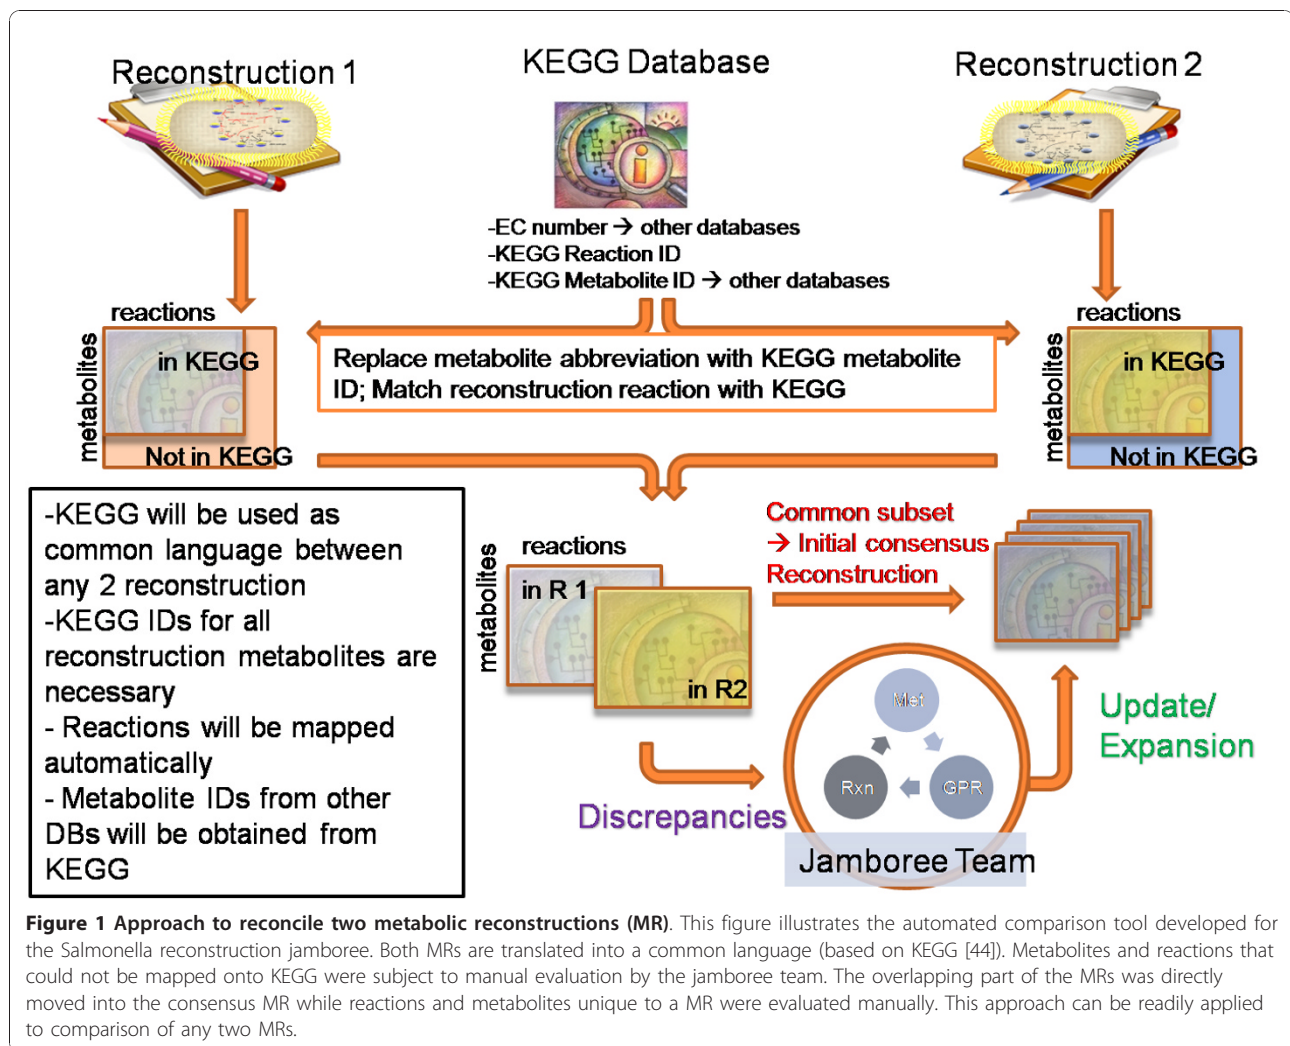 Reconstruction 1
KEGG Database
Reconstruction 2
-EC number → other databases
-KEGG Reaction ID
-KEGG Metabolite ID → other databases
reactions
metabolites
in KEGG
Not in KEGG
Replace metabolite abbreviation with KEGG metabolite
ID; Match reconstruction reaction with KEGG
reactions
metabolites
in KEGG
Not in KEGG
-KEGG will be used as
common language between
any 2 reconstruction
-KEGG IDs for all
reconstruction metabolites are
necessary
- Reactions will be mapped
automatically
- Metabolite IDs from other
DBs will be obtained from
KEGG
reactions
metabolites
in R 1
in R2
Common subset
→ Initial consensus
Reconstruction
Discrepancies
Met
Rxn
GPR
Jamboree Team
Update/
Expansion
Figure 1 Approach to reconcile two metabolic reconstructions (MR). This figure illustrates the automated comparison tool developed for
the Salmonella reconstruction jamboree. Both MRs are translated into a common language (based on KEGG [44]). Metabolites and reactions that
could not be mapped onto KEGG were subject to manual evaluation by the jamboree team. The overlapping part of the MRs was directly
moved into the consensus MR while reactions and metabolites unique to a MR were evaluated manually. This approach can be readily applied
to comparison of any two MRs.